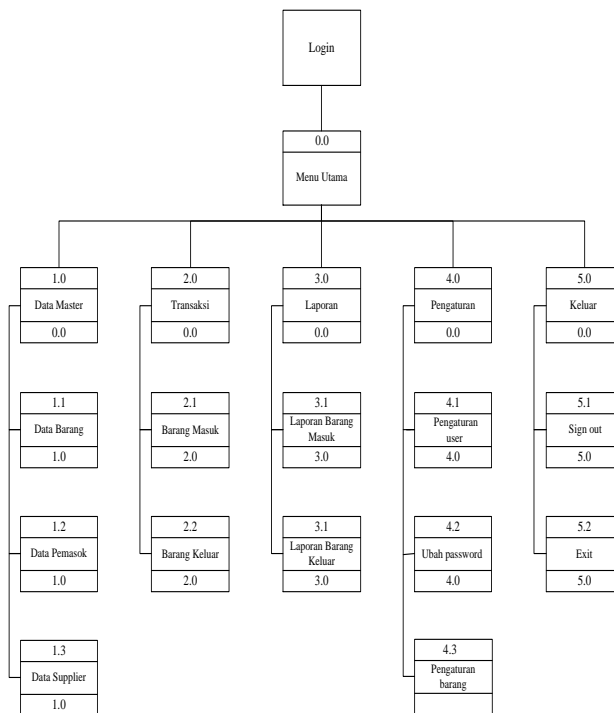 Login
0.0
Menu Utama
1.0
Data Master
0.0
2.0
Transaksi
0.0
3.0
Laporan
0.0
4.0
Pengaturan
0.0
5.0
Keluar
0.0
1.1
Data Barang
1.0
2.1
Barang Masuk
2.0
3.1
Laporan Barang
Masuk
3.0
4.1
Pengaturan
user
4.0
5.1
Sign out
5.0
1.2
Data Pemasok
1.0
2.2
Barang Keluar
2.0
3.1
Laporan Barang
Keluar
3.0
4.2
Ubah password
4.0
5.2
Exit
5.0
1.3
Data Supplier
1.0
4.3
Pengaturan
barang